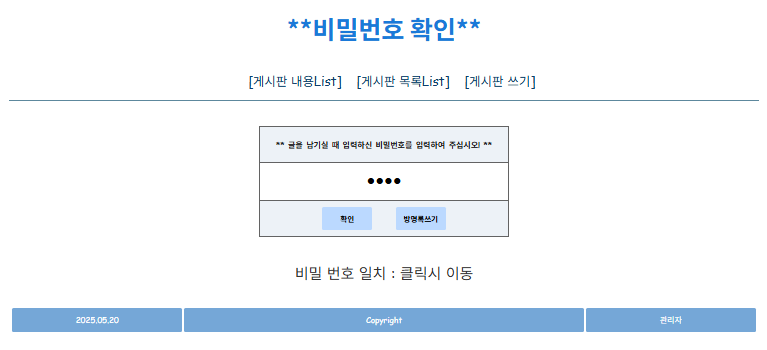 **비밀번호 확인**
[게시판 내용List] [게시판 목록List] [게시판 쓰기]
** 글을 남기실 때 입력하신 비밀번호를 입력하여 주십시오! **
●●●●
확인 방명록쓰기
비밀 번호 일치 : 클릭시 이동
2025.05.20 Copyright 관리자